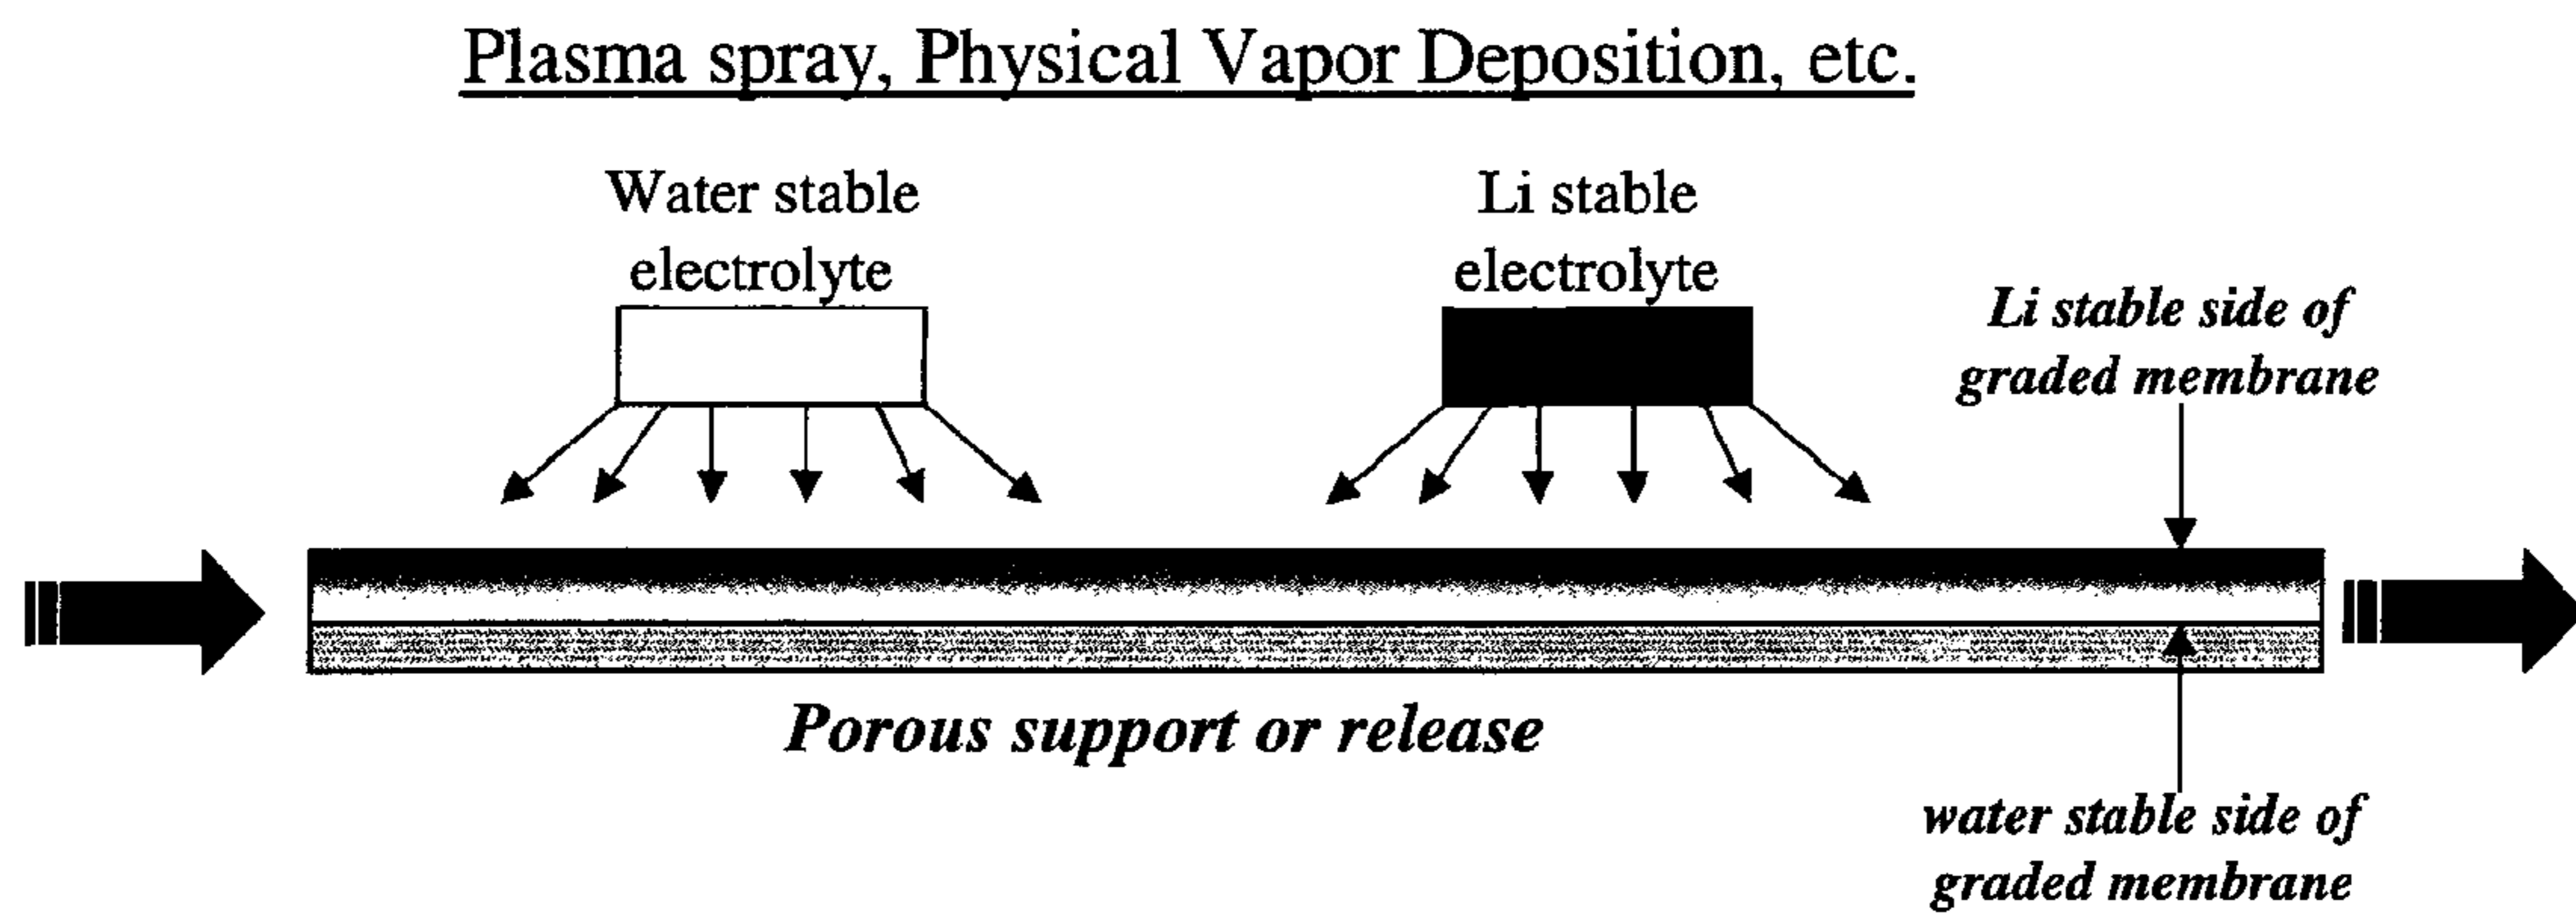 Plasma spray, Physical Vapor Deposition, etc.
Water stable
electrolyte
Li stable
electrolyte
Li stable side of
graded membrane
Porous support or release
water stable side of
graded membrane